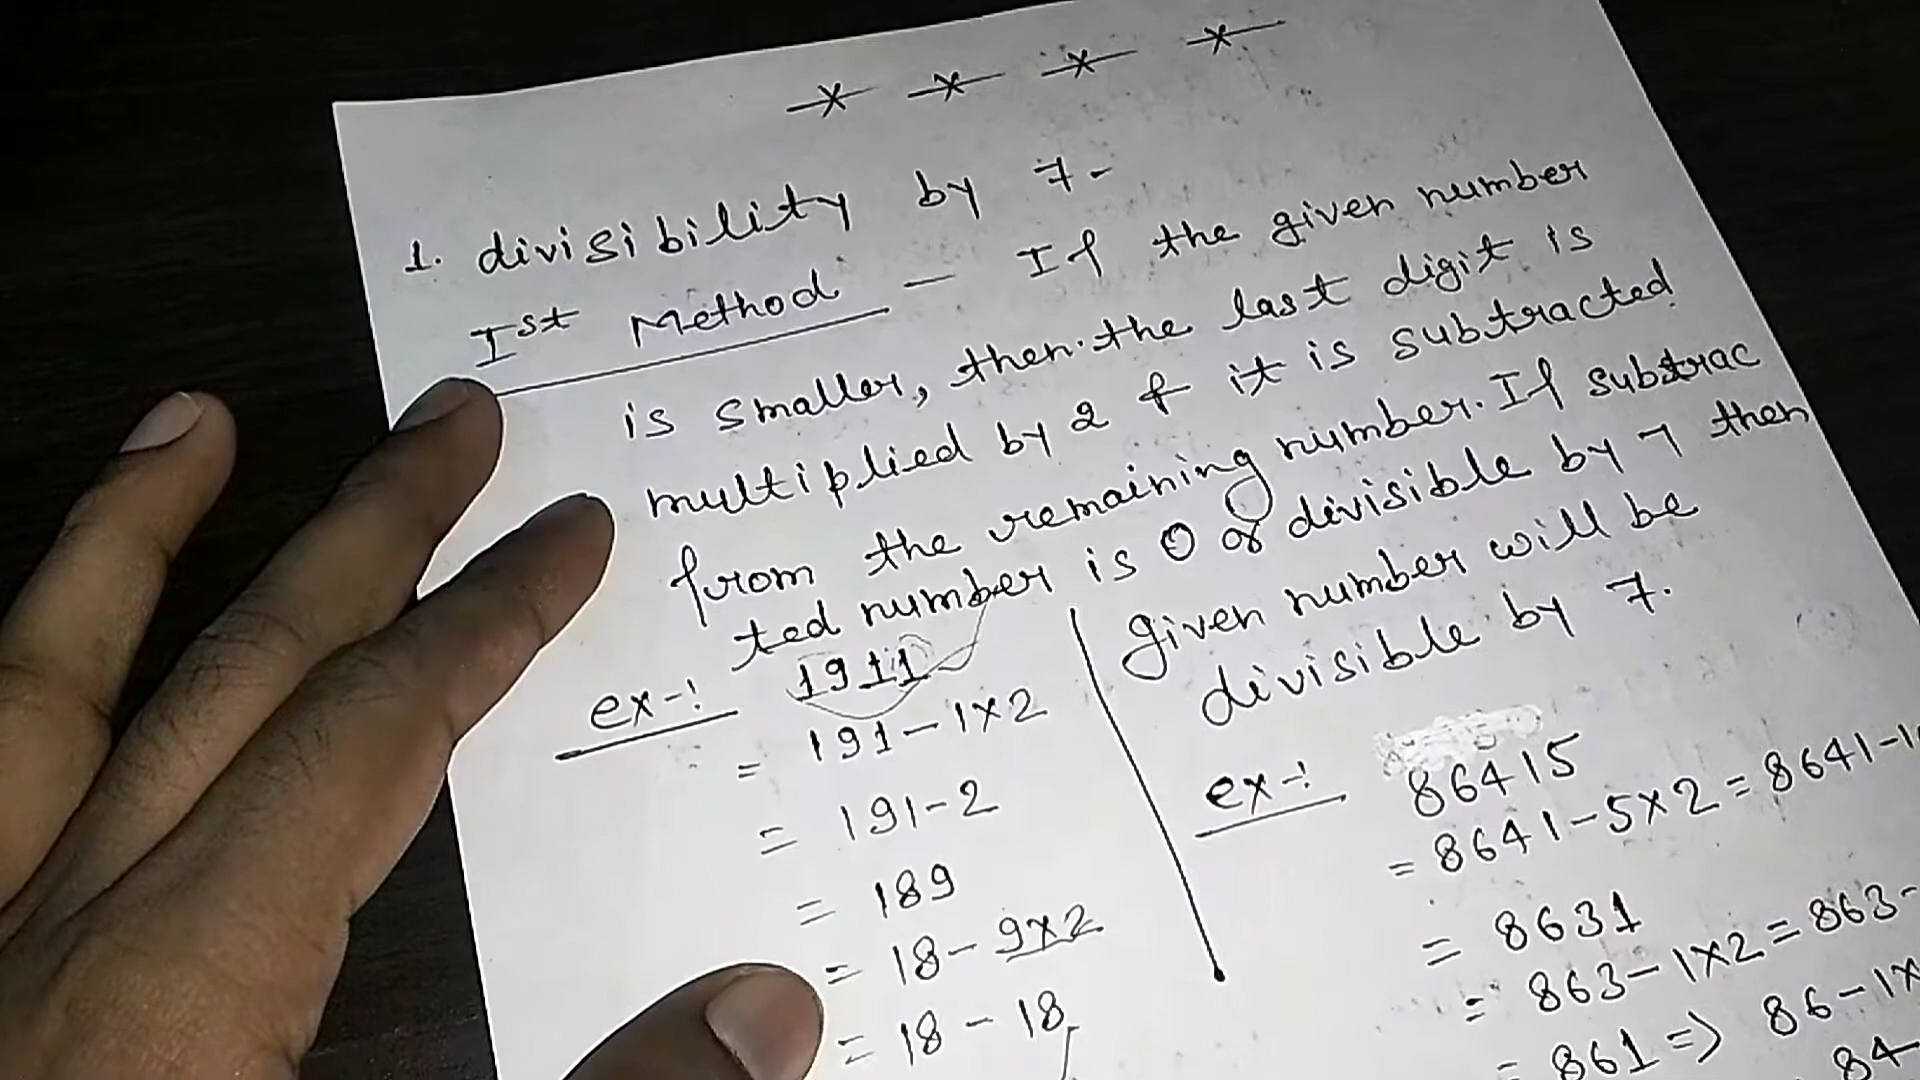 1. divisibility by 7-
Ist Method - If the given number
is smaller, then the last digit is
multiplied by 2 & it is subtracted
from the remaining number. If subtrac
ted number is 0 or divisible by 7 then
given number will be
divisible by 7.
ex-: 1911
= 191-1×2
= 191-2
= 189
= 18-9×2
= 18-18
ex-: 86415
= 8641-5×2=8641-1
= 8631
= 863-1×2=863-
= 861 => 86-1×
84-